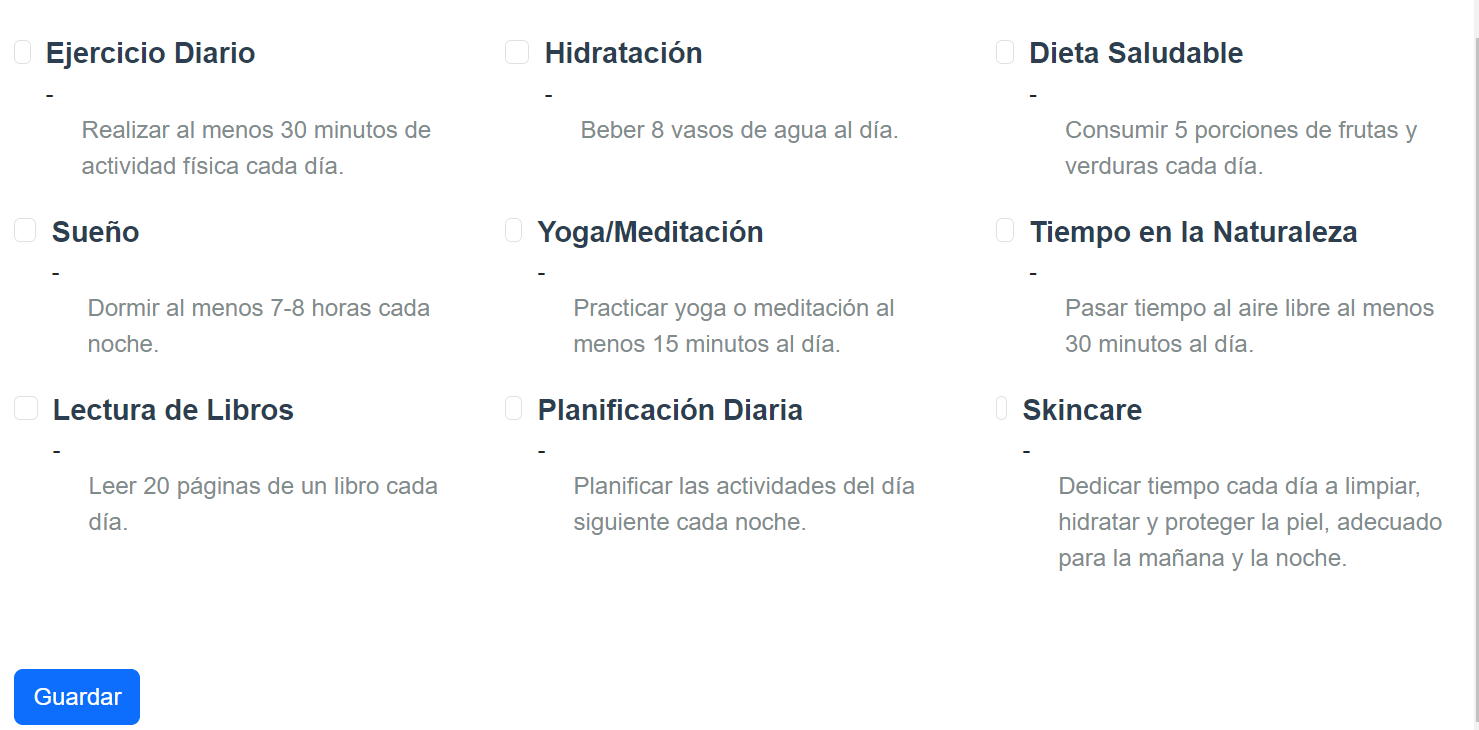 Ejercicio Diario
-
Realizar al menos 30 minutos de
actividad física cada día.
Hidratación
-
Beber 8 vasos de agua al día.
Dieta Saludable
-
Consumir 5 porciones de frutas y
verduras cada día.
Sueño
-
Dormir al menos 7-8 horas cada
noche.
Yoga/Meditación
-
Practicar yoga o meditación al
menos 15 minutos al día.
Tiempo en la Naturaleza
-
Pasar tiempo al aire libre al menos
30 minutos al día.
Lectura de Libros
-
Leer 20 páginas de un libro cada
día.
Planificación Diaria
-
Planificar las actividades del día
siguiente cada noche.
Skincare
-
Dedicar tiempo cada día a limpiar,
hidratar y proteger la piel, adecuado
para la mañana y la noche.
Guardar